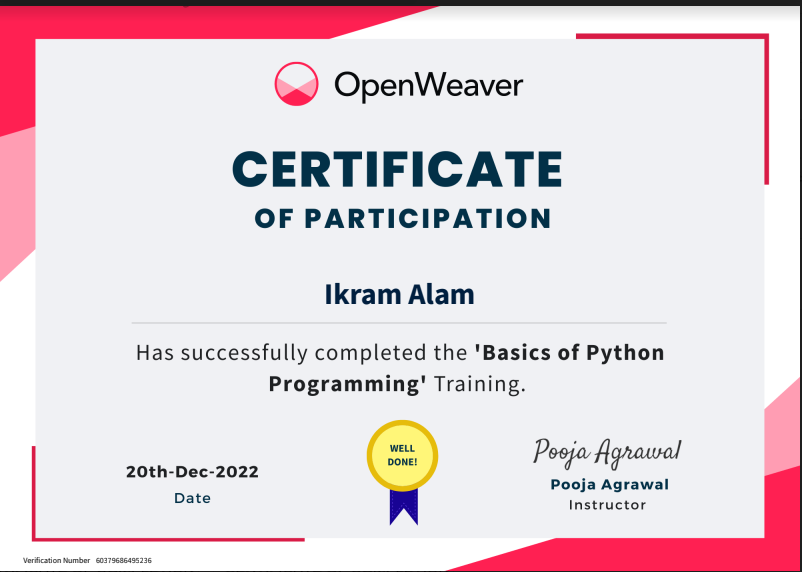 OpenWeaver
CERTIFICATE
OF PARTICIPATION
Ikram Alam
Has successfully completed the 'Basics of Python
Programming' Training.
WELL
DONE!
20th-Dec-2022
Date
Pooja Agrawal
Pooja Agrawal
Instructor
Verification Number 60379686495236